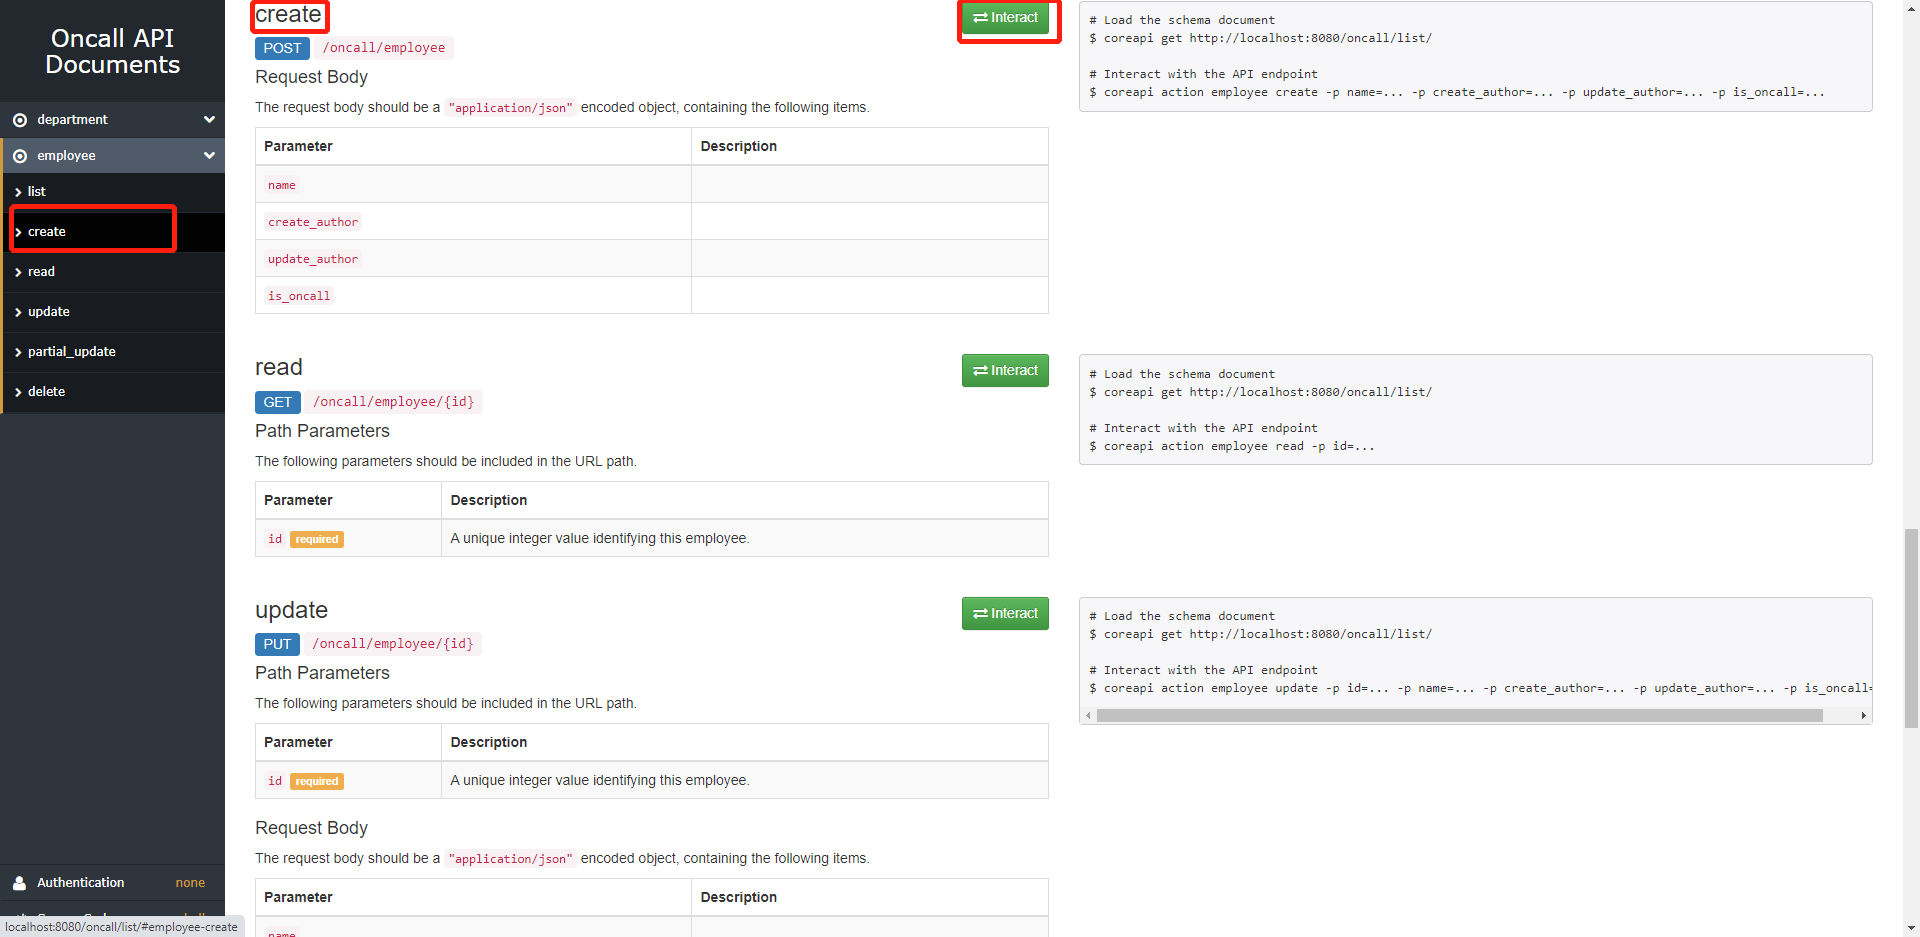 Oncall API
Documents
department
employee
list
create
read
update
partial_update
delete
Authentication none
localhost:8080/oncall/list/#employee-create
create
Interact
POST /oncall/employee
Request Body
The request body should be a "application/json" encoded object, containing the following items.
Parameter Description
name
create_author
update_author
is_oncall
# Load the schema document
$ coreapi get http://localhost:8080/oncall/list/
# Interact with the API endpoint
$ coreapi action employee create -p name=... -p create_author=... -p update_author=... -p is_oncall=...
read
Interact
GET /oncall/employee/{id}
Path Parameters
The following parameters should be included in the URL path.
Parameter Description
id required A unique integer value identifying this employee.
# Load the schema document
$ coreapi get http://localhost:8080/oncall/list/
# Interact with the API endpoint
$ coreapi action employee read -p id=...
update
Interact
PUT /oncall/employee/{id}
Path Parameters
The following parameters should be included in the URL path.
Parameter Description
id required A unique integer value identifying this employee.
Request Body
The request body should be a "application/json" encoded object, containing the following items.
Parameter Description
name
# Load the schema document
$ coreapi get http://localhost:8080/oncall/list/
# Interact with the API endpoint
$ coreapi action employee update -p id=... -p name=... -p create_author=... -p update_author=... -p is_oncall=